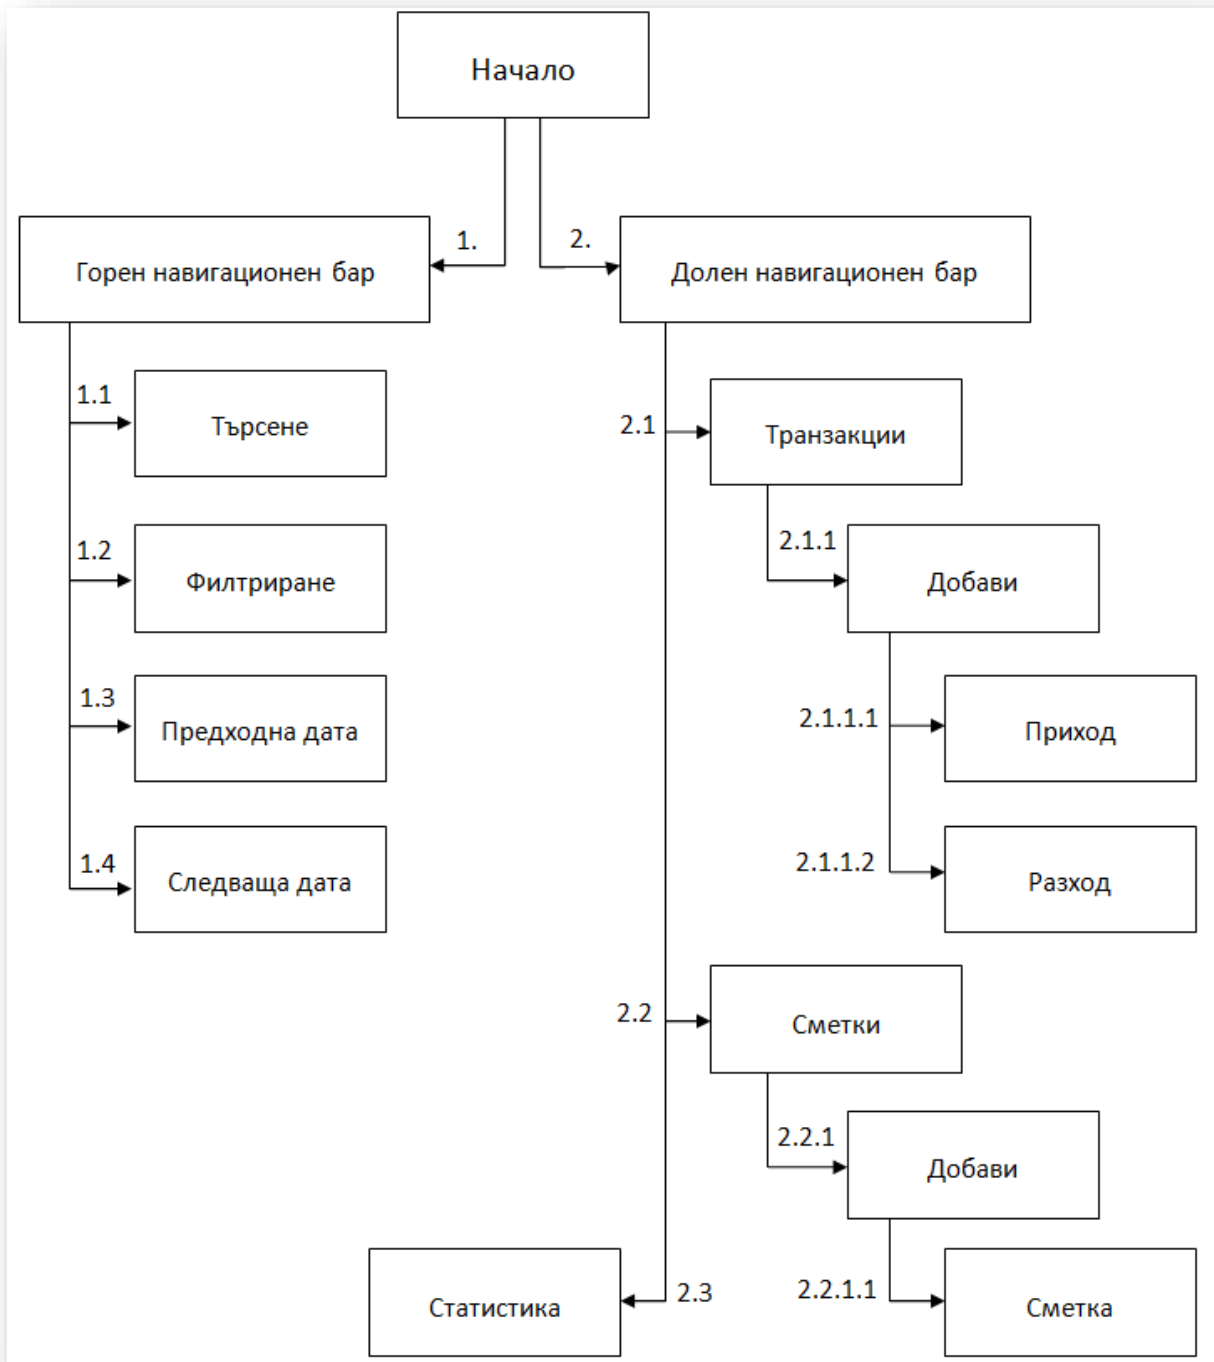 Начало
1.
2.
Горен навигационен бар
Долен навигационен бар
1.1
Търсене
1.2
Филтриране
1.3
Предходна дата
1.4
Следваща дата
2.1
Транзакции
2.1.1
Добави
2.1.1.1
Приход
2.1.1.2
Разход
2.2
Сметки
2.2.1
Добави
2.2.1.1
Сметка
2.3
Статистика